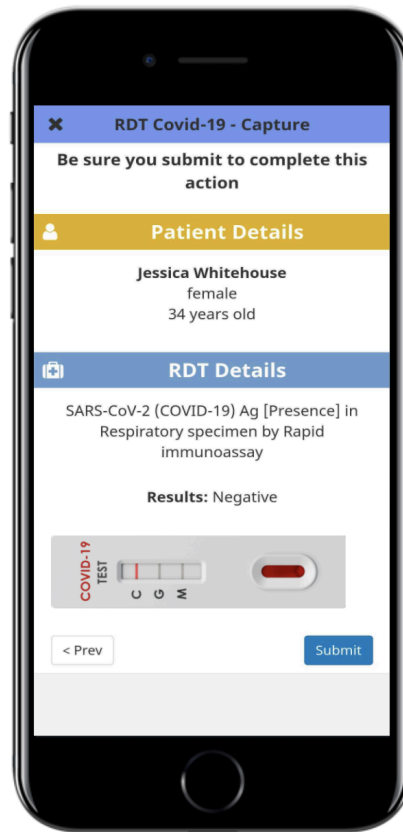 RDT Covid-19 - Capture
Be sure you submit to complete this
action
Patient Details
Jessica Whitehouse
female
34 years old
RDT Details
SARS-CoV-2 (COVID-19) Ag [Presence] in
Respiratory specimen by Rapid
immunoassay
Results: Negative
COVID-19
TEST
C G M
< Prev
Submit